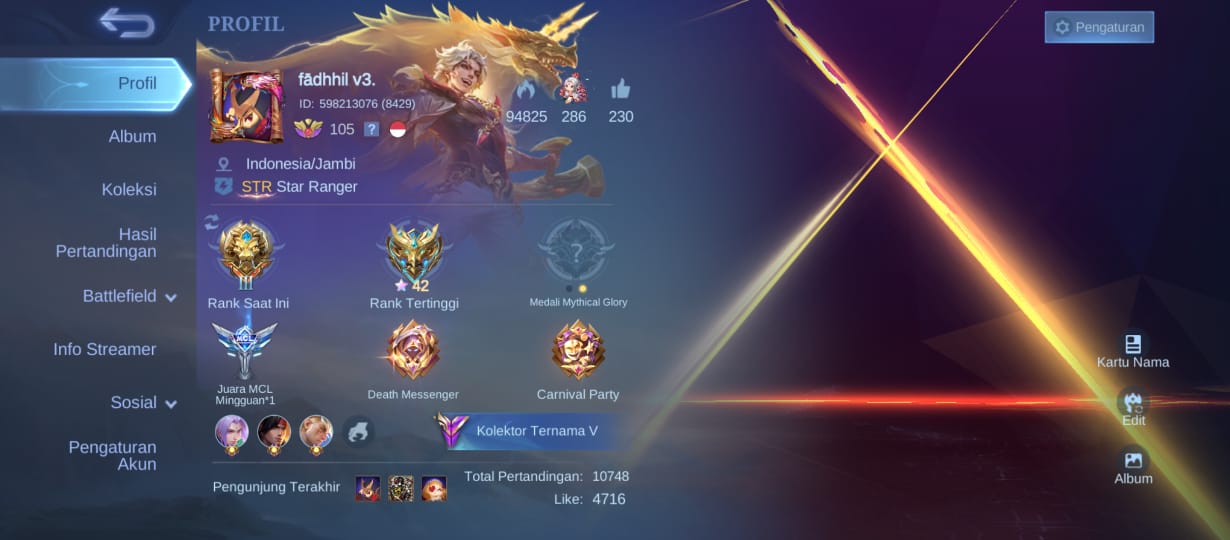 PROFIL
Pengaturan
Profil
Album
Koleksi
Hasil
Pertandingan
Battlefield
Info Streamer
Sosial
Pengaturan
Akun
fādhhil v3.
ID: 598213076 (8429)
105 ?
94825 286 230
Indonesia/Jambi
STR Star Ranger
III
Rank Saat Ini
42
Rank Tertinggi
?
Medali Mythical Glory
MCL
Juara MCL
Mingguan*1
Death Messenger
Carnival Party
Kolektor Ternama V
Pengunjung Terakhir
Total Pertandingan: 10748
Like: 4716
Kartu Nama
Edit
Album